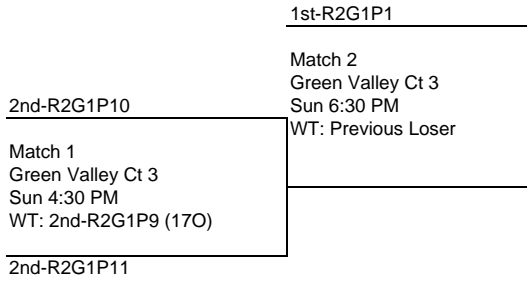 1st-R2G1P1
Match 2
Green Valley Ct 3
Sun 6:30 PM
WT: Previous Loser
2nd-R2G1P10
Match 1
Green Valley Ct 3
Sun 4:30 PM
WT: 2nd-R2G1P9 (17O)
2nd-R2G1P11